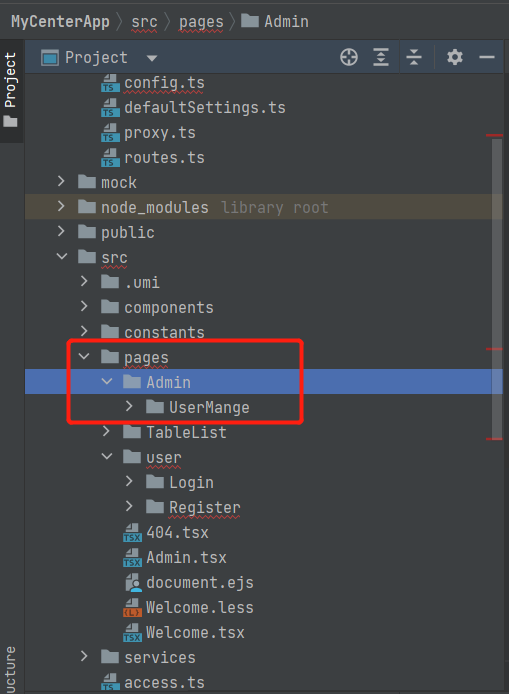 MyCenterApp src pages Admin
Project
Project
config.ts
defaultSettings.ts
proxy.ts
routes.ts
mock
node_modules library root
public
src
.umi
components
constants
pages
Admin
UserMange
TableList
user
Login
Register
404.tsx
Admin.tsx
document.ejs
Welcome.less
Welcome.tsx
services
access.ts
ucture